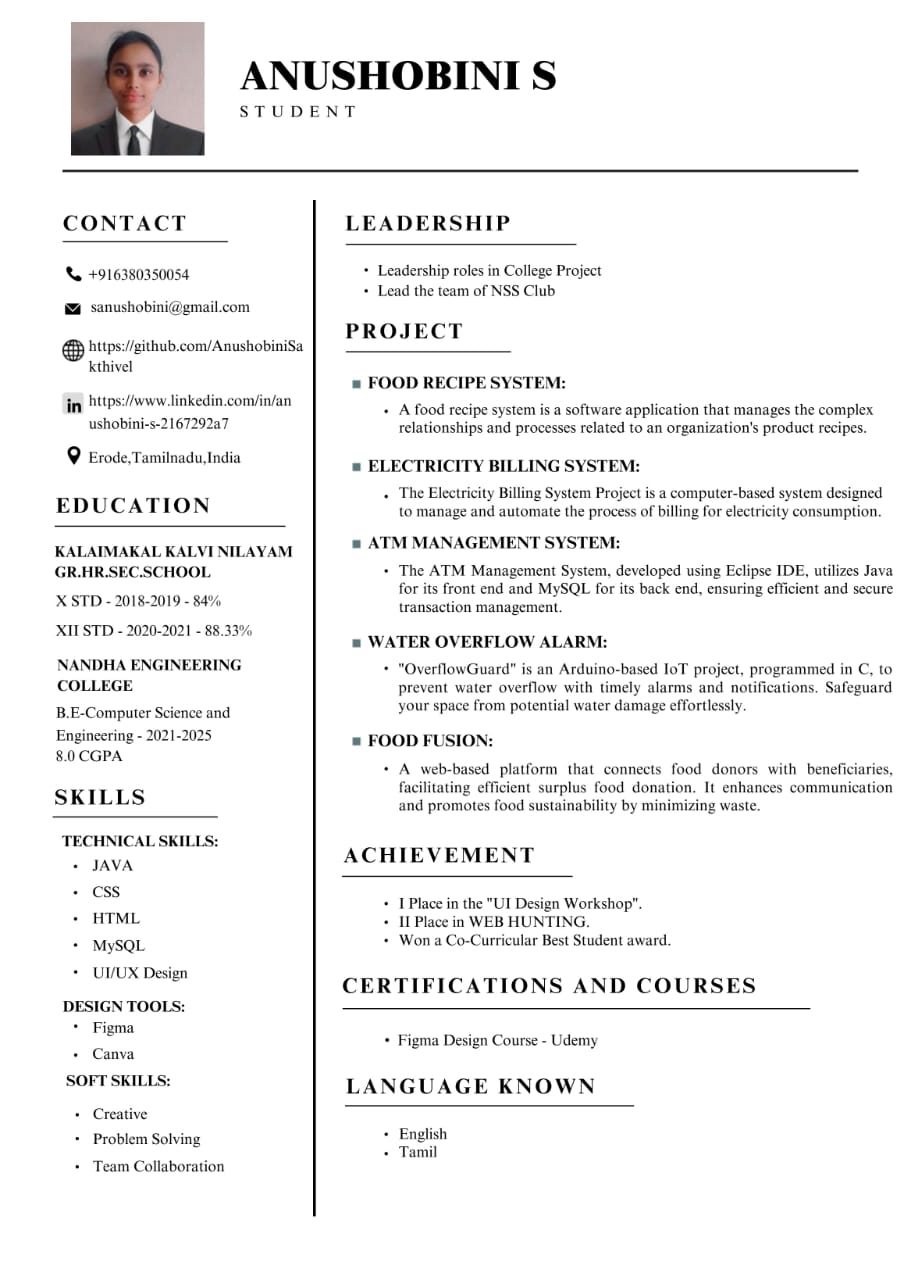 ANUSHOBINI S
STUDENT
CONTACT
+916380350054
sanushobini@gmail.com
https://github.com/AnushobiniSa
kthivel
in https://www.linkedin.com/in/an
ushobini-s-2167292a7
Erode,Tamilnadu,India
EDUCATION
KALAIMAKAL KALVI NILAYAM
GR.HR.SEC.SCHOOL
X STD - 2018-2019 - 84%
XII STD - 2020-2021 - 88.33%
NANDHA ENGINEERING
COLLEGE
B.E-Computer Science and
Engineering - 2021-2025
8.0 CGPA
SKILLS
TECHNICAL SKILLS:
• JAVA
• CSS
• HTML
• MySQL
• UI/UX Design
DESIGN TOOLS:
• Figma
• Canva
SOFT SKILLS:
• Creative
• Problem Solving
• Team Collaboration
LEADERSHIP
• Leadership roles in College Project
• Lead the team of NSS Club
PROJECT
■ FOOD RECIPE SYSTEM:
• A food recipe system is a software application that manages the complex
relationships and processes related to an organization's product recipes.
■ ELECTRICITY BILLING SYSTEM:
• The Electricity Billing System Project is a computer-based system designed
to manage and automate the process of billing for electricity consumption.
■ ATM MANAGEMENT SYSTEM:
• The ATM Management System, developed using Eclipse IDE, utilizes Java
for its front end and MySQL for its back end, ensuring efficient and secure
transaction management.
■ WATER OVERFLOW ALARM:
• "OverflowGuard" is an Arduino-based IoT project, programmed in C, to
prevent water overflow with timely alarms and notifications. Safeguard
your space from potential water damage effortlessly.
■ FOOD FUSION:
• A web-based platform that connects food donors with beneficiaries,
facilitating efficient surplus food donation. It enhances communication
and promotes food sustainability by minimizing waste.
ACHIEVEMENT
• I Place in the "UI Design Workshop".
• II Place in WEB HUNTING.
• Won a Co-Curricular Best Student award.
CERTIFICATIONS AND COURSES
• Figma Design Course - Udemy
LANGUAGE KNOWN
• English
• Tamil